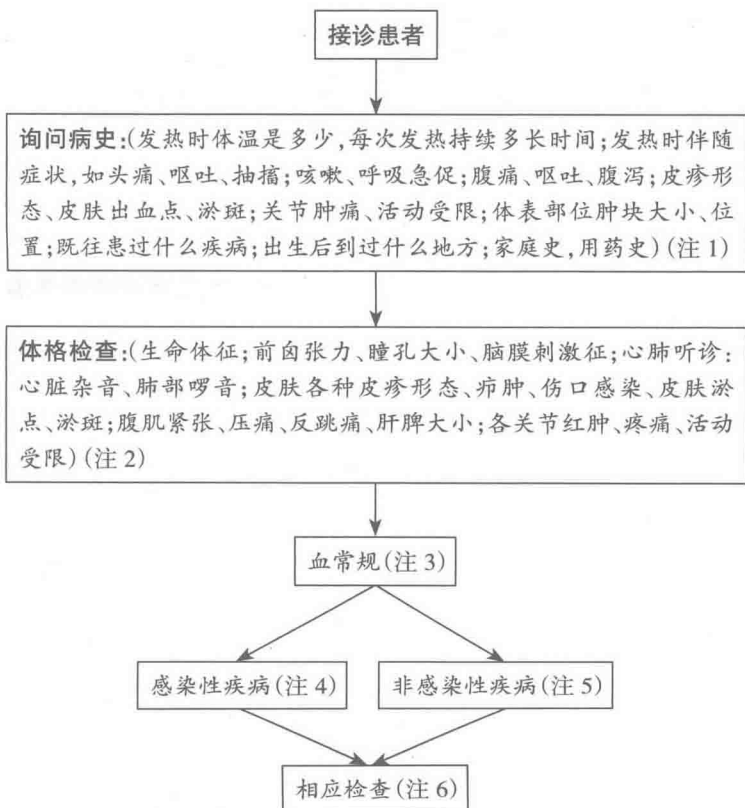 接诊患者
询问病史:(发热时体温是多少,每次发热持续多长时间;发热时伴随
症状,如头痛、呕吐、抽搐;咳嗽、呼吸急促;腹痛、呕吐、腹泻;皮疹形
态、皮肤出血点、淤斑;关节肿痛、活动受限;体表部位肿块大小、位
置;既往患过什么疾病;出生后到过什么地方;家庭史,用药史)(注1)
体格检查:(生命体征;前囟张力、瞳孔大小、脑膜刺激征;心肺听诊:
心脏杂音、肺部啰音;皮肤各种皮疹形态、疖肿、伤口感染、皮肤淤
点、淤斑;腹肌紧张、压痛、反跳痛、肝脾大小;各关节红肿、疼痛、活动
受限)(注2)
血常规(注3)
感染性疾病(注4)
非感染性疾病(注5)
相应检查(注6)